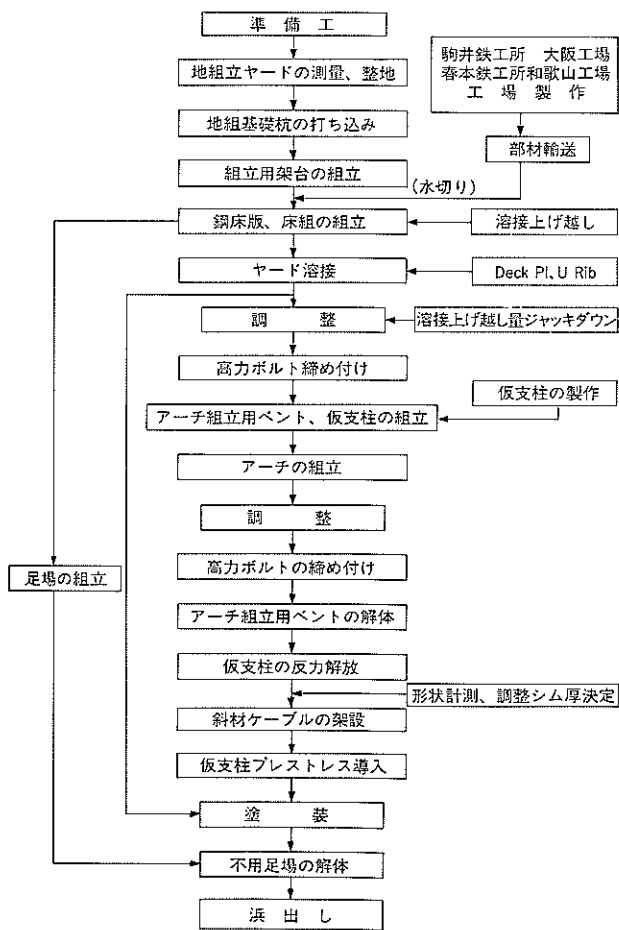 準備工
地組立ヤードの測量、整地
地組基礎杭の打ち込み
組立用架台の組立
駒井鉄工所 大阪工場
春本鉄工所和歌山工場
工場製作
部材輸送
(水切り)
鋼床版、床組の組立
溶接上げ越し
ヤード溶接
Deck Pl、U Rib
調整
溶接上げ越し量ジャッキダウン
高力ボルト締め付け
仮支柱の製作
アーチ組立用ベント、仮支柱の組立
アーチの組立
調整
足場の組立
高力ボルトの締め付け
アーチ組立用ベントの解体
仮支柱の反力解放
形状計測、調整シム厚決定
斜材ケーブルの架設
仮支柱プレストレス導入
塗装
不用足場の解体
浜出し